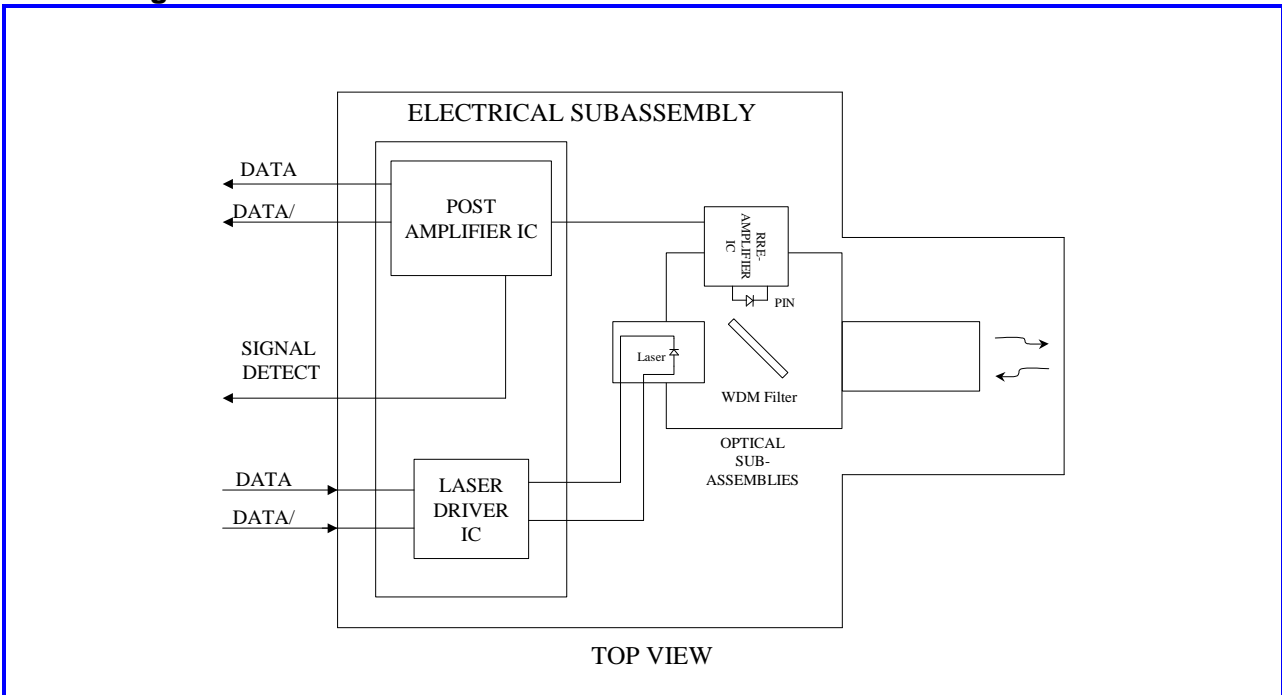 ELECTRICAL SUBASSEMBLY
DATA
DATA/
POST
AMPLIFIER IC
RRE-
AMPLIFIER
IC
PIN
SIGNAL
DETECT
Laser
WDM Filter
OPTICAL
SUB-
ASSEMBLIES
DATA
DATA/
LASER
DRIVER
IC
TOP VIEW